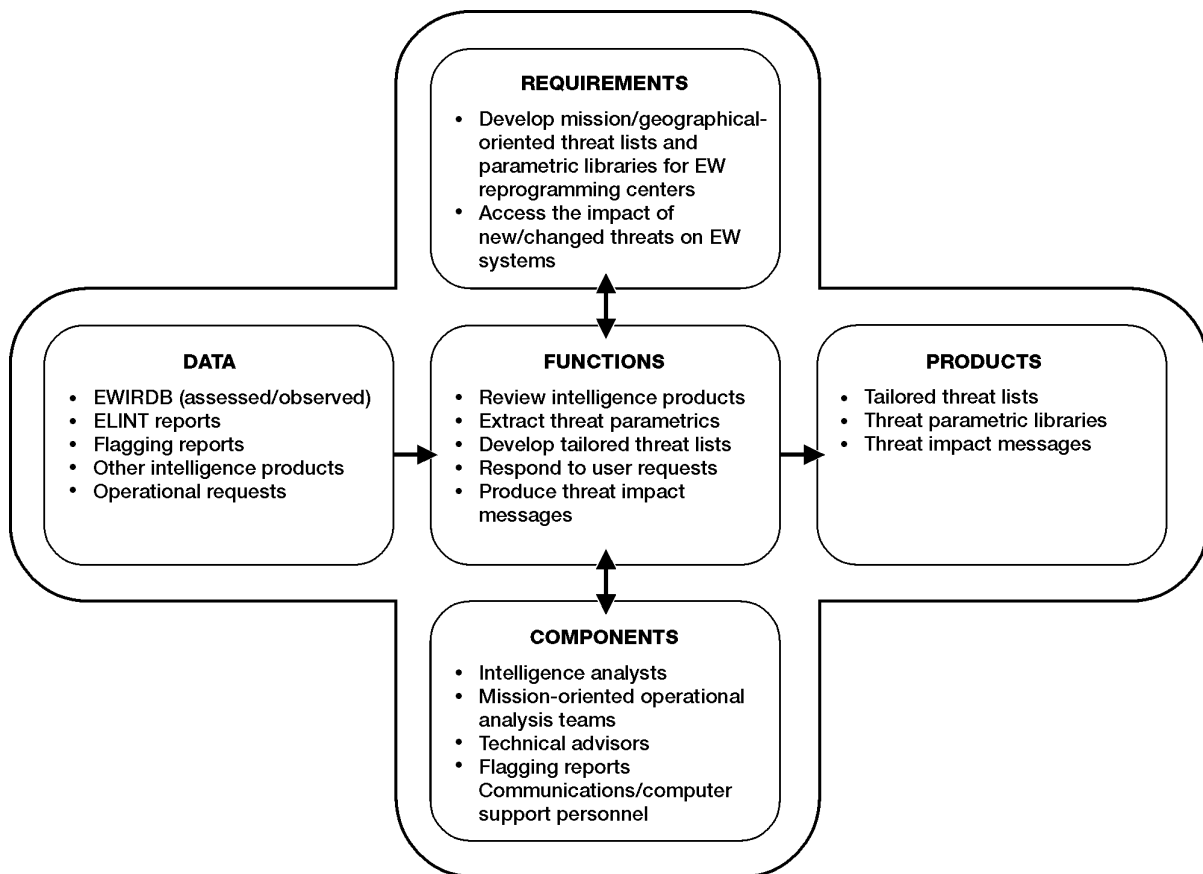 REQUIREMENTS
• Develop mission/geographical-
oriented threat lists and
parametric libraries for EW
reprogramming centers
• Access the impact of
new/changed threats on EW
systems
DATA
• EWIRDB (assessed/observed)
• ELINT reports
• Flagging reports
• Other intelligence products
• Operational requests
FUNCTIONS
• Review intelligence products
• Extract threat parametrics
• Develop tailored threat lists
• Respond to user requests
• Produce threat impact
messages
PRODUCTS
• Tailored threat lists
• Threat parametric libraries
• Threat impact messages
COMPONENTS
• Intelligence analysts
• Mission-oriented operational
analysis teams
• Technical advisors
• Flagging reports
Communications/computer
support personnel